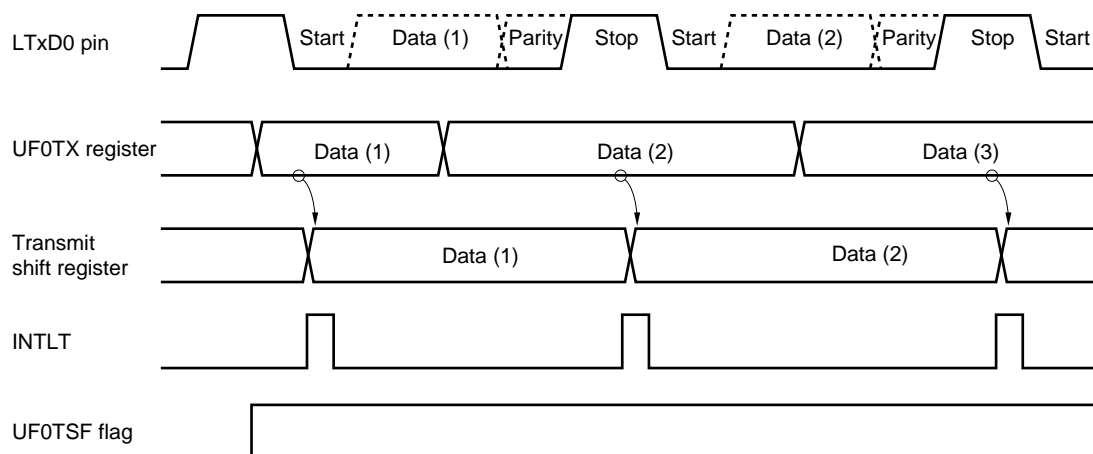 LTxD0 pin
Start
Data (1)
Parity
Stop
Start
Data (2)
Parity
Stop
Start
UF0TX register
Data (1)
Data (2)
Data (3)
Transmit
shift register
Data (1)
Data (2)
INTLT
UF0TSF flag